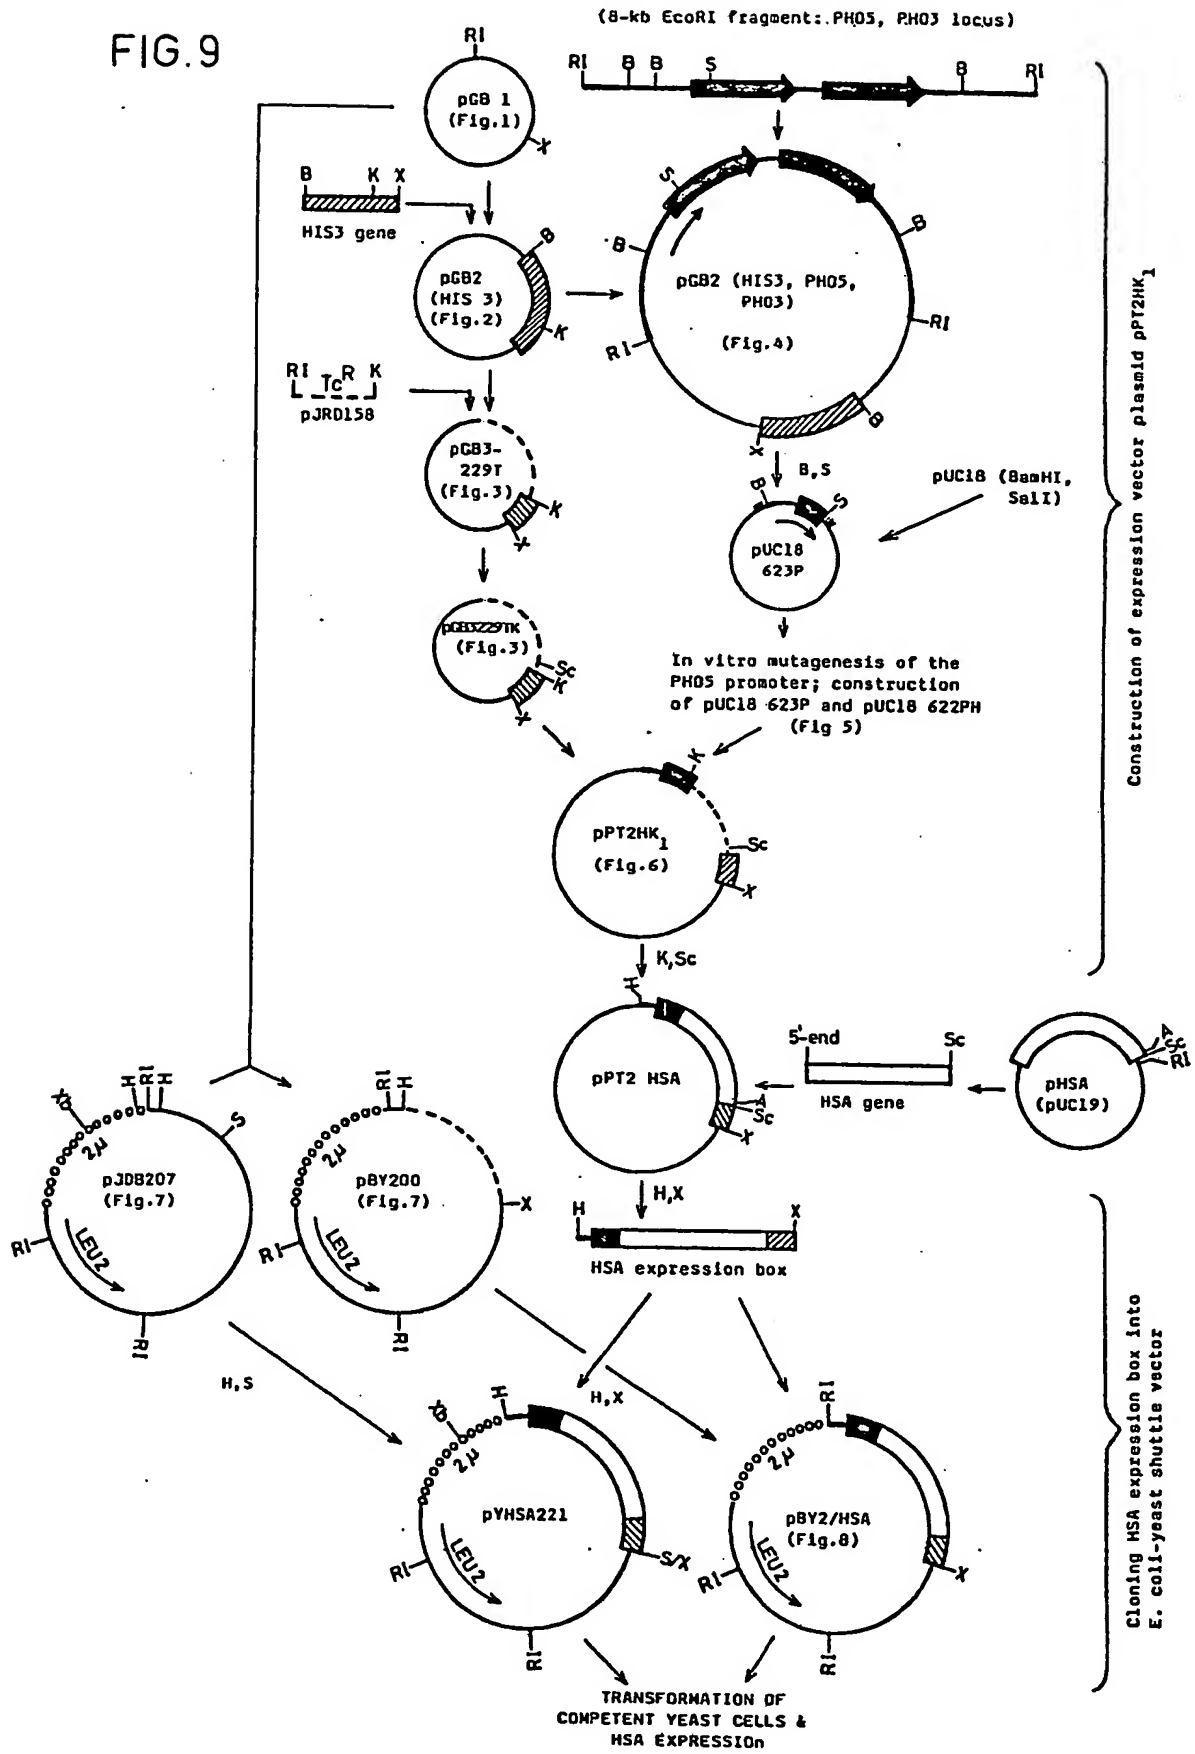 FIG.9
(8-kb EcoRI fragment: PHO5, PHO3 locus)
RI
B
B
S
B
RI
RI
pGB 1
(Fig.1)
X
B
K
X
HIS3 gene
B
pGB2
(HIS 3)
(Fig.2)
K
S
B
B
pGB2 (HIS3, PHO5,
PHO3)
(Fig.4)
RI
RI
B
X
RI
TcR
K
pJRD158
pGB3-
229T
(Fig.3)
K
X
B,S
pUC18 (BamHI,
SalI)
B
S
pUC18
623P
pGB3229TK
(Fig.3)
Sc
K
X
In vitro mutagenesis of the
PHO5 promoter; construction
of pUC18 623P and pUC18 622PH
(Fig 5)
K
pPT2HK1
(Fig.6)
Sc
X
Construction of expression vector plasmid pPT2HK1
K,Sc
H
pPT2 HSA
A
Sc
X
5'-end
Sc
HSA gene
A
Sc
RI
pHSA
(pUC19)
Xb
H
RI
H
S
2µ
pJDB207
(Fig.7)
LEU2
RI
RI
RI
H
2µ
pBY200
(Fig.7)
X
LEU2
RI
RI
H,X
H
X
HSA expression box
H,S
H,X
Xb
H
2µ
pYHSA221
S/X
LEU2
RI
RI
RI
2µ
pBY2/HSA
(Fig.8)
X
LEU2
RI
RI
Cloning HSA expression box into
E. coli-yeast shuttle vector
TRANSFORMATION OF
COMPETENT YEAST CELLS &
HSA EXPRESSION